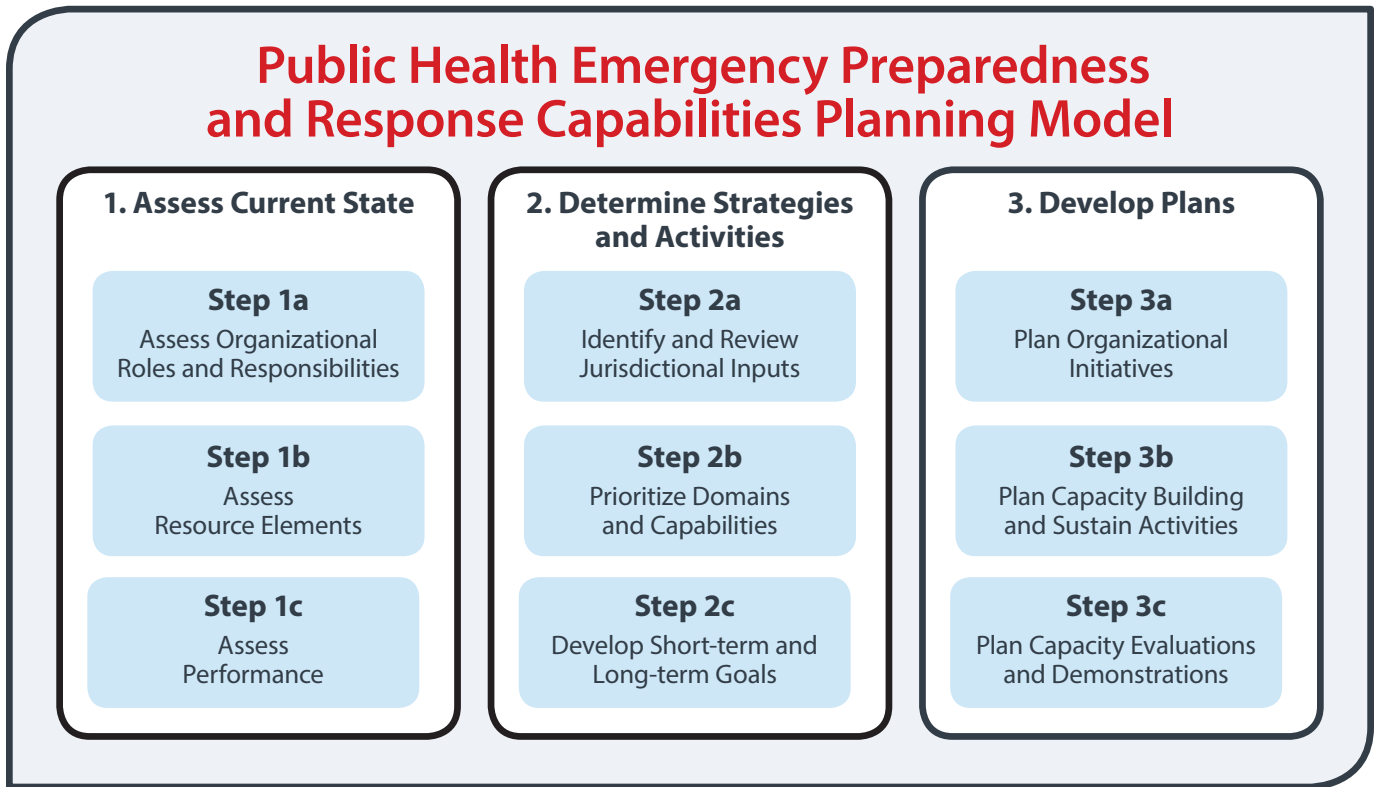 Public Health Emergency Preparedness
and Response Capabilities Planning Model
1. Assess Current State
Step 1a
Assess Organizational
Roles and Responsibilities
Step 1b
Assess
Resource Elements
Step 1c
Assess
Performance
2. Determine Strategies
and Activities
Step 2a
Identify and Review
Jurisdictional Inputs
Step 2b
Prioritize Domains
and Capabilities
Step 2c
Develop Short-term and
Long-term Goals
3. Develop Plans
Step 3a
Plan Organizational
Initiatives
Step 3b
Plan Capacity Building
and Sustain Activities
Step 3c
Plan Capacity Evaluations
and Demonstrations